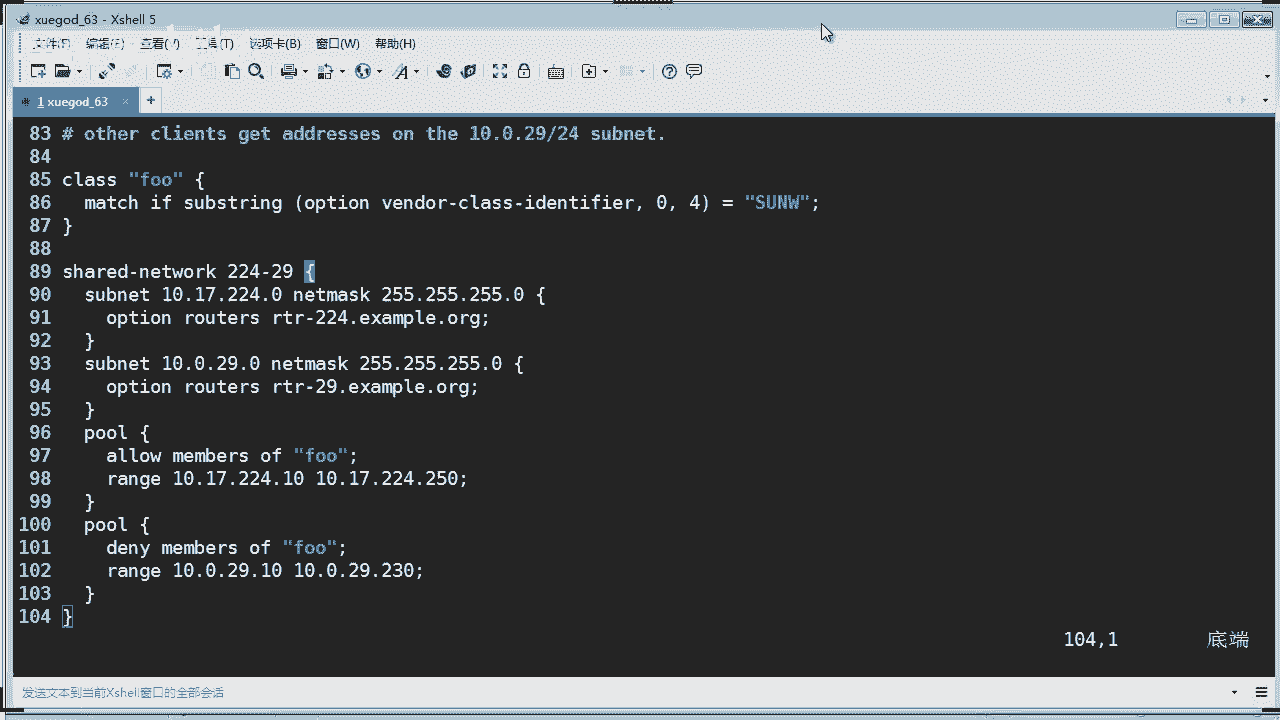 xuegod_63 - Xshell 5
文件(F) 编辑(E) 查看(V) 工具(T) 选项卡(B) 窗口(W) 帮助(H)
1 xuegod_63 × +
83 # other clients get addresses on the 10.0.29/24 subnet.
84
85 class "foo" {
86   match if substring (option vendor-class-identifier, 0, 4) = "SUNW";
87 }
88
89 shared-network 224-29 {
90   subnet 10.17.224.0 netmask 255.255.255.0 {
91     option routers rtr-224.example.org;
92   }
93   subnet 10.0.29.0 netmask 255.255.255.0 {
94     option routers rtr-29.example.org;
95   }
96   pool {
97     allow members of "foo";
98     range 10.17.224.10 10.17.224.250;
99   }
100   pool {
101     deny members of "foo";
102     range 10.0.29.10 10.0.29.230;
103   }
104 }
104,1 底端
发送文本到当前Xshell窗口的全部会话